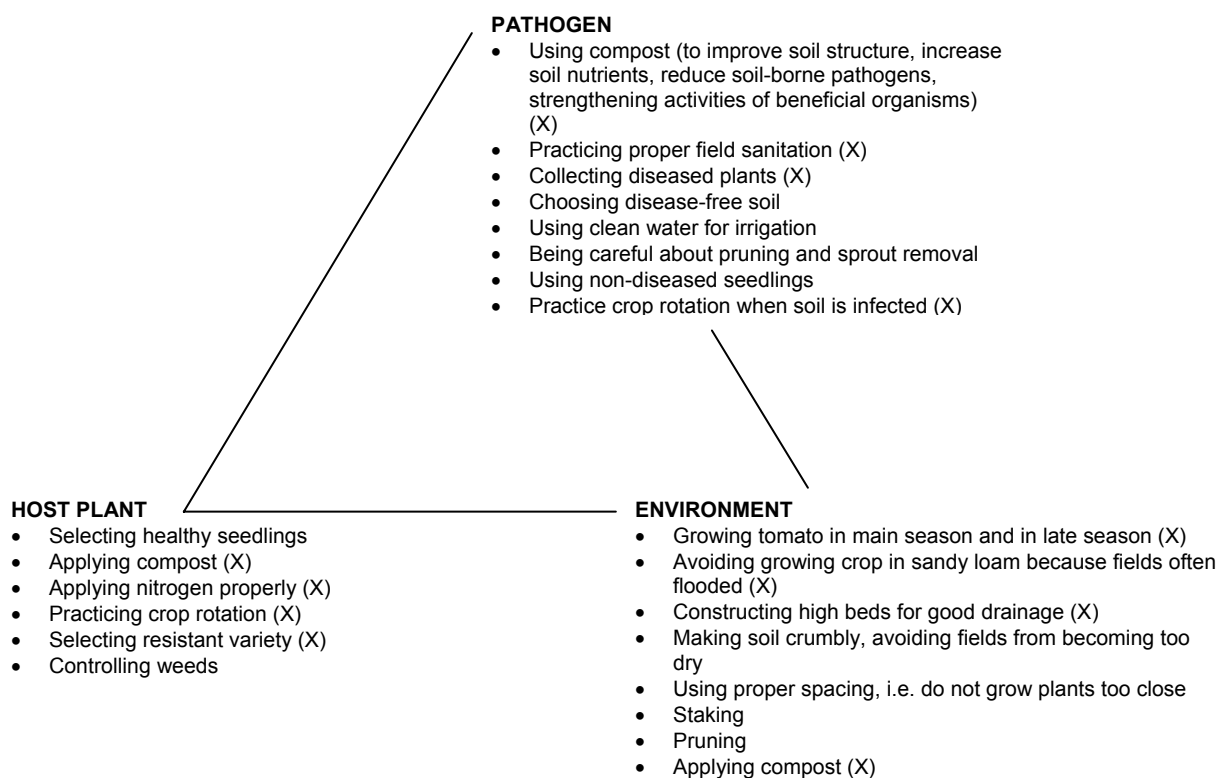 PATHOGEN
• Using compost (to improve soil structure, increase
soil nutrients, reduce soil-borne pathogens,
strengthening activities of beneficial organisms)
(X)
• Practicing proper field sanitation (X)
• Collecting diseased plants (X)
• Choosing disease-free soil
• Using clean water for irrigation
• Being careful about pruning and sprout removal
• Using non-diseased seedlings
• Practice crop rotation when soil is infected (X)
HOST PLANT
• Selecting healthy seedlings
• Applying compost (X)
• Applying nitrogen properly (X)
• Practicing crop rotation (X)
• Selecting resistant variety (X)
• Controlling weeds
ENVIRONMENT
• Growing tomato in main season and in late season (X)
• Avoiding growing crop in sandy loam because fields often
flooded (X)
• Constructing high beds for good drainage (X)
• Making soil crumbly, avoiding fields from becoming too
dry
• Using proper spacing, i.e. do not grow plants too close
• Staking
• Pruning
• Applying compost (X)